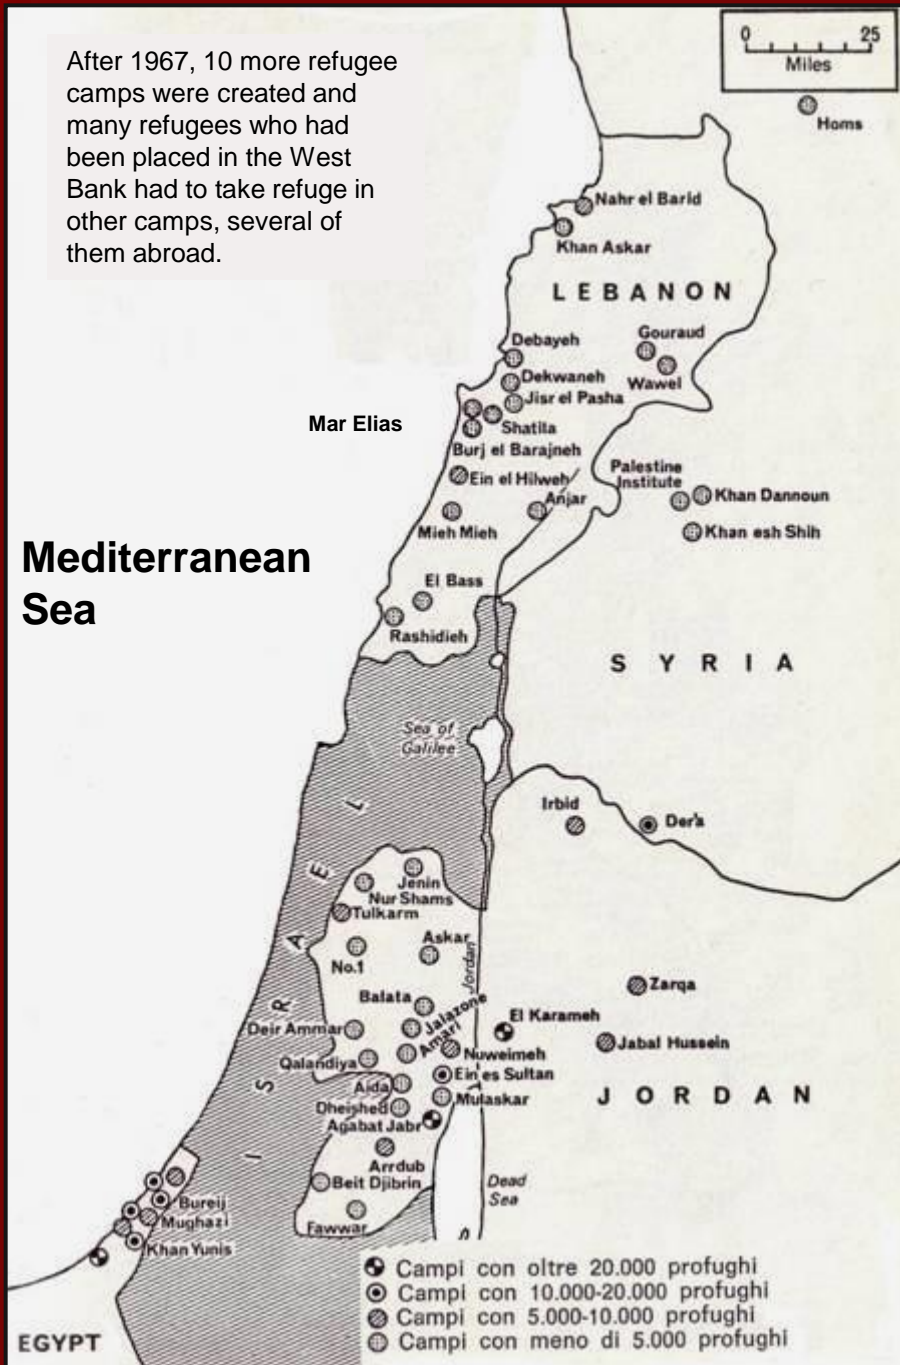 After 1967, 10 more refugee
camps were created and
many refugees who had
been placed in the West
Bank had to take refuge in
other camps, several of
them abroad.
0 25
Miles
Homs
Nahr el Barid
Khan Askar
LEBANON
Debayeh
Gouraud
Dekwaneh
Wawel
Jisr el Pasha
Mar Elias
Shatila
Burj el Barajneh
Ein el Hilweh
Palestine
Institute
Khan Dannoun
Anjar
Mieh Mieh
Khan esh Shih
Mediterranean
Sea
El Bass
Rashidieh
SYRIA
Sea of
Galilee
Irbid
Der'a
ISRAEL
Jenin
Nur Shams
Tulkarm
Askar
No.1
Jordan
Zarqa
Balata
Jalazone
El Karameh
Deir Ammar
Amari
Jabal Hussein
Nuweimeh
Qalandiya
Ein es Sultan
Aida
Mulaskar
JORDAN
Dheished
Agabat Jabr
Arrdub
Beit Djibrin
Dead
Sea
Bureij
Mughazi
Fawwar
Khan Yunis
S
Campi con oltre 20.000 profughi
Campi con 10.000-20.000 profughi
Campi con 5.000-10.000 profughi
Campi con meno di 5.000 profughi
EGYPT